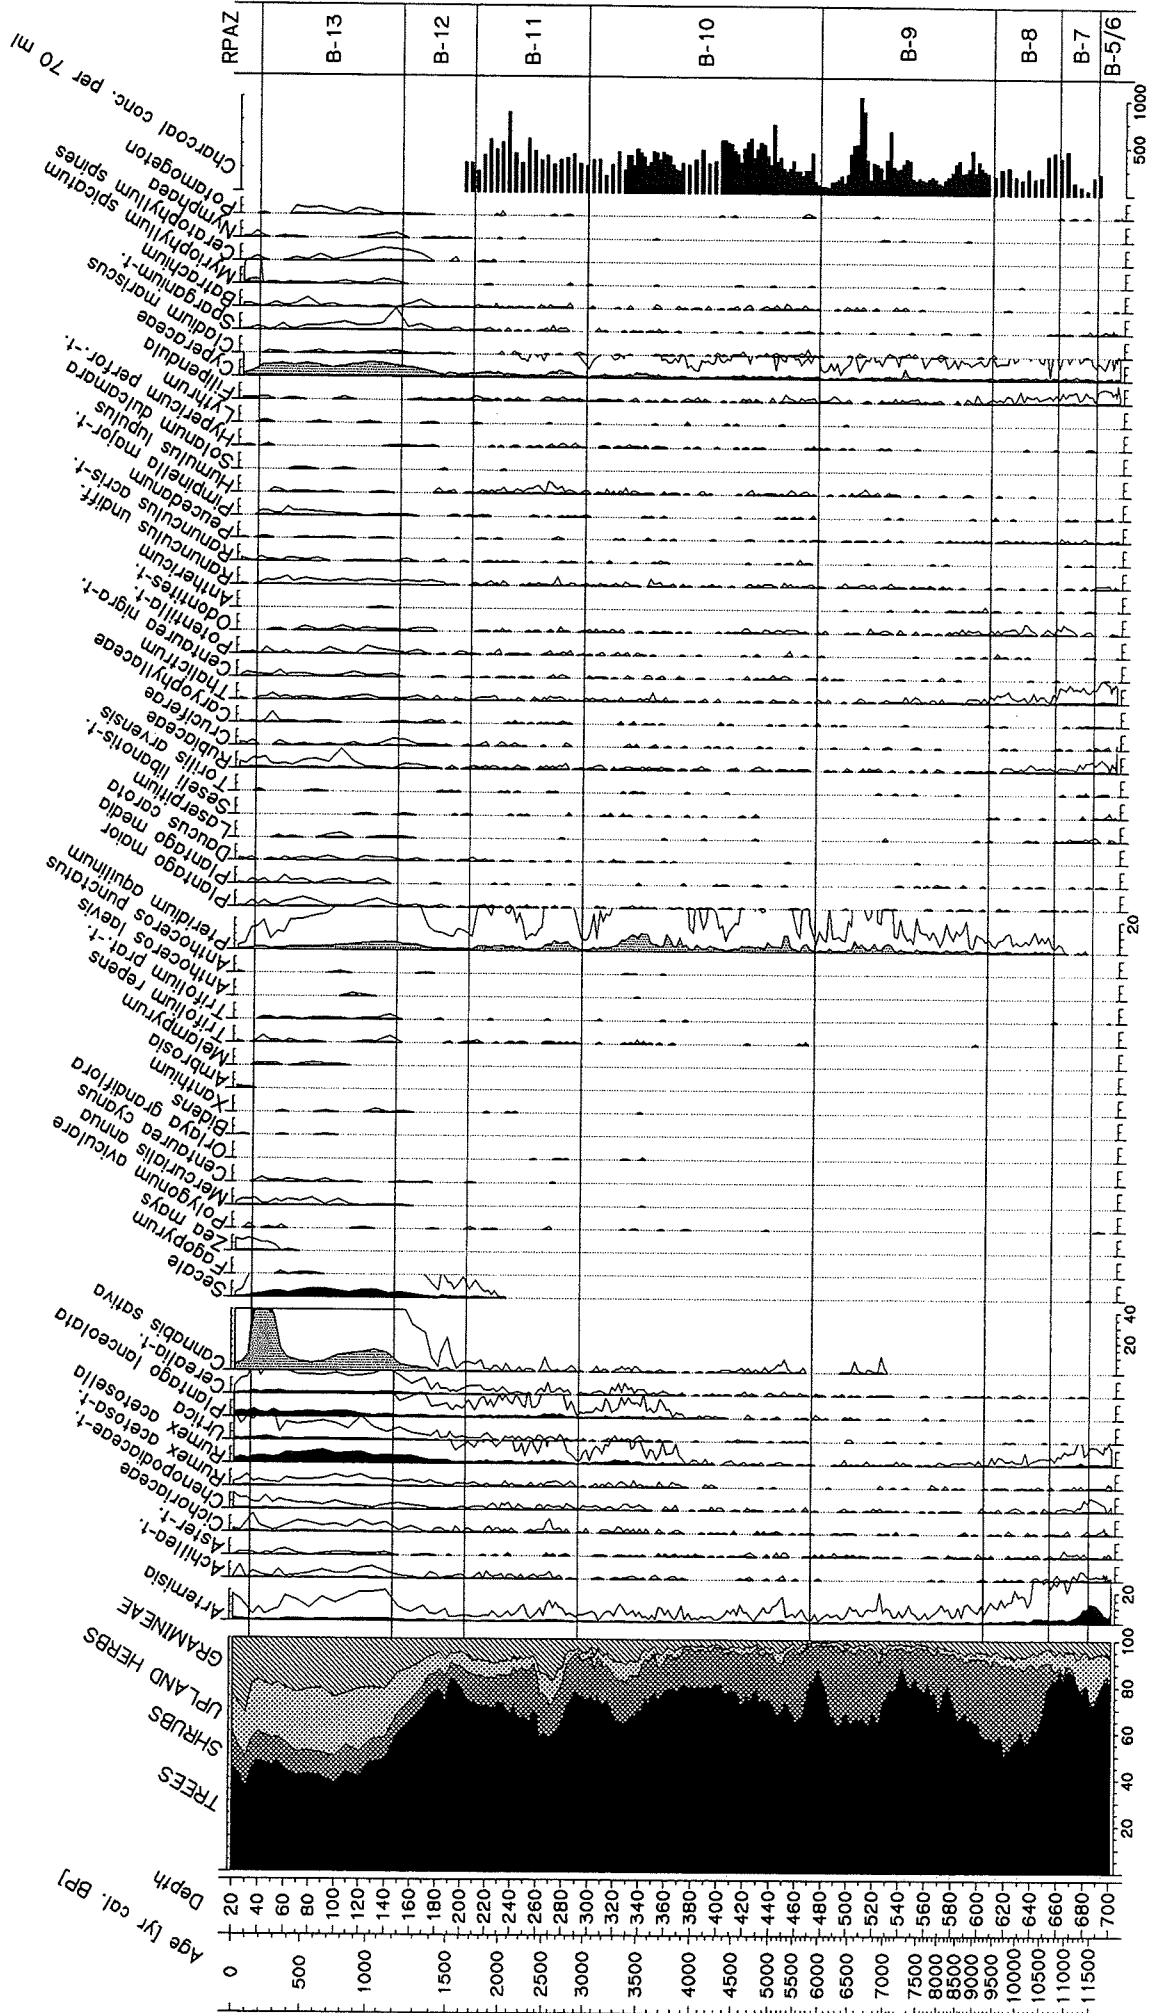 RPAZ
B-13
B-12
B-11
B-10
B-9
B-8
B-7
B-5/6
Charcoal conc. per 70 ml
500 1000
Potamogeton
Nymphaea
Ceratophyllum spines
Myriophyllum spicatum
Batrachium
Sparganium-t.
Cladium mariscus
Cyperaceae
Filipendula
Lythrum
Hypericum perfor.-t.
Solanum dulcamara
Humulus lupulus
Pimpinella major-t.
Peucedanum
Ranunculus acris-t.
Ranunculus undiff.
Anthericum
Odontites-t.
Potentilla-t.
Centaurea nigra-t.
Thalictrum
Caryophyllaceae
Cruciferae
Rubiaceae
Torilis arvensis
Seseli libanotis-t.
Laserpitium
Daucus carota
Plantago media
Plantago maior
Pteridium aquilinum
20
Anthoceros punctatus
Anthoceros laevis
Trifolium prat.-t.
Trifolium repens
Melampyrum
Ambrosia
Xanthium
Bidens
Orlaya grandiflora
Centaurea cyanus
Mercurialis annua
Polygonum aviculare
Zea mays
Fagopyrum
Secale
Cannabis sativa
20 40
Cerealia-t.
Plantago lanceolata
Urtica
Rumex acetosella
Rumex acetosa-t.
Chenopodiaceae-t.
Cichoriaceae
Aster-t.
Achillea-t.
Artemisia
20
GRAMINEAE
UPLAND HERBS
SHRUBS
TREES
20 40 60 80 100
Depth
20 40 60 80 100 120 140 160 180 200 220 240 260 280 300 320 340 360 380 400 420 440 460 480 500 520 540 560 580 600 620 640 660 680 700
Age [yr cal. BP]
0 500 1000 1500 2000 2500 3000 3500 4000 4500 5000 5500 6000 6500 7000 7500 8000 8500 9000 9500 10000 10500 11000 11500